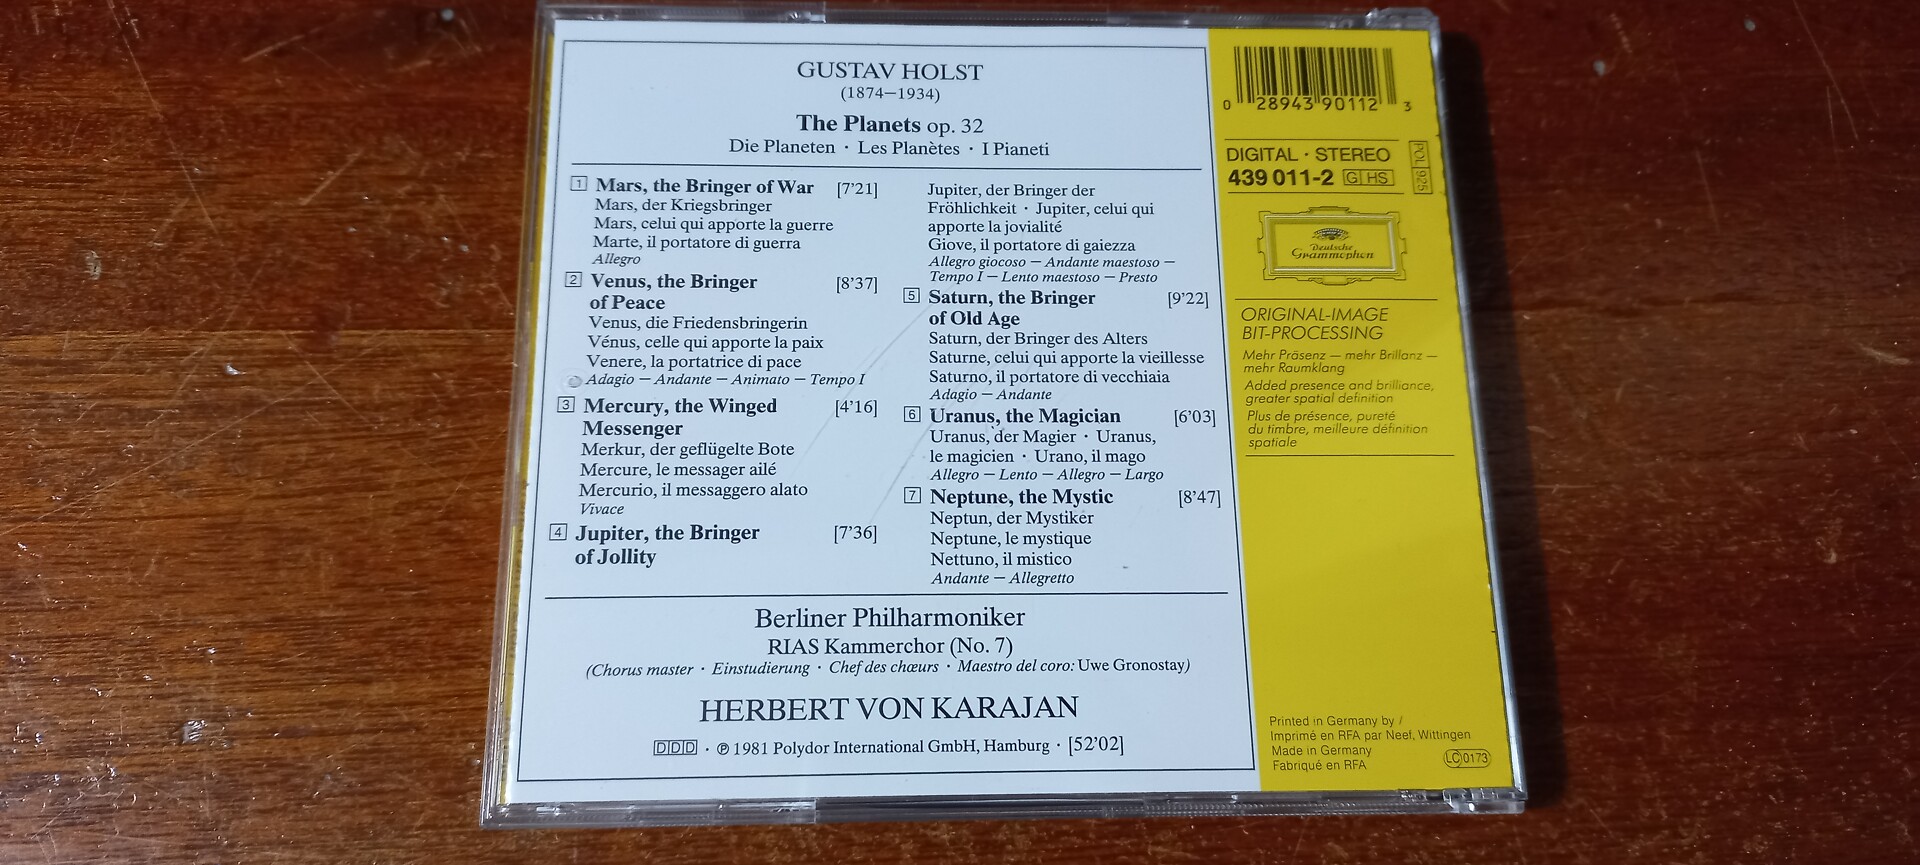 GUSTAV HOLST
(1874–1934)
The Planets op. 32
Die Planeten · Les Planètes · I Pianeti
1 Mars, the Bringer of War [7'21]
Mars, der Kriegsbringer
Mars, celui qui apporte la guerre
Marte, il portatore di guerra
Allegro
2 Venus, the Bringer [8'37]
of Peace
Venus, die Friedensbringerin
Vénus, celle qui apporte la paix
Venere, la portatrice di pace
Adagio – Andante – Animato – Tempo I
3 Mercury, the Winged [4'16]
Messenger
Merkur, der geflügelte Bote
Mercure, le messager ailé
Mercurio, il messaggero alato
Vivace
4 Jupiter, the Bringer [7'36]
of Jollity
Jupiter, der Bringer der
Fröhlichkeit · Jupiter, celui qui
apporte la jovialité
Giove, il portatore di gaiezza
Allegro giocoso – Andante maestoso –
Tempo I – Lento maestoso – Presto
5 Saturn, the Bringer [9'22]
of Old Age
Saturn, der Bringer des Alters
Saturne, celui qui apporte la vieillesse
Saturno, il portatore di vecchiaia
Adagio – Andante
6 Uranus, the Magician [6'03]
Uranus, der Magier · Uranus,
le magicien · Urano, il mago
Allegro – Lento – Allegro – Largo
7 Neptune, the Mystic [8'47]
Neptun, der Mystiker
Neptune, le mystique
Nettuno, il mistico
Andante – Allegretto
Berliner Philharmoniker
RIAS Kammerchor (No. 7)
(Chorus master · Einstudierung · Chef des chœurs · Maestro del coro: Uwe Gronostay)
HERBERT VON KARAJAN
DDD · ℗ 1981 Polydor International GmbH, Hamburg · [52'02]
0 28943 90112 3
DIGITAL · STEREO
439 011-2 G HS
POL 925
Deutsche
Grammophon
ORIGINAL-IMAGE
BIT-PROCESSING
Mehr Präsenz – mehr Brillanz –
mehr Raumklang
Added presence and brilliance,
greater spatial definition
Plus de présence, pureté
du timbre, meilleure définition
spatiale
Printed in Germany by /
Imprimé en RFA par Neef, Wittingen
Made in Germany
Fabriqué en RFA
LC 0173